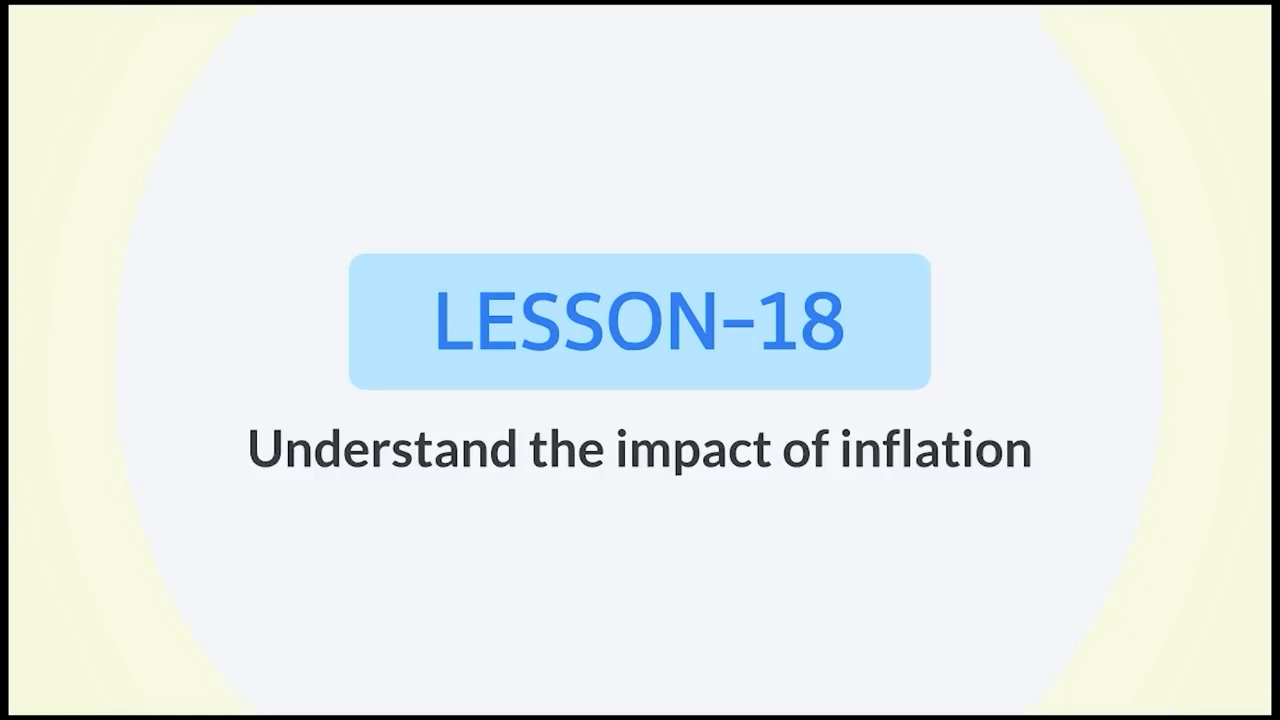 LESSON-18
Understand the impact of inflation